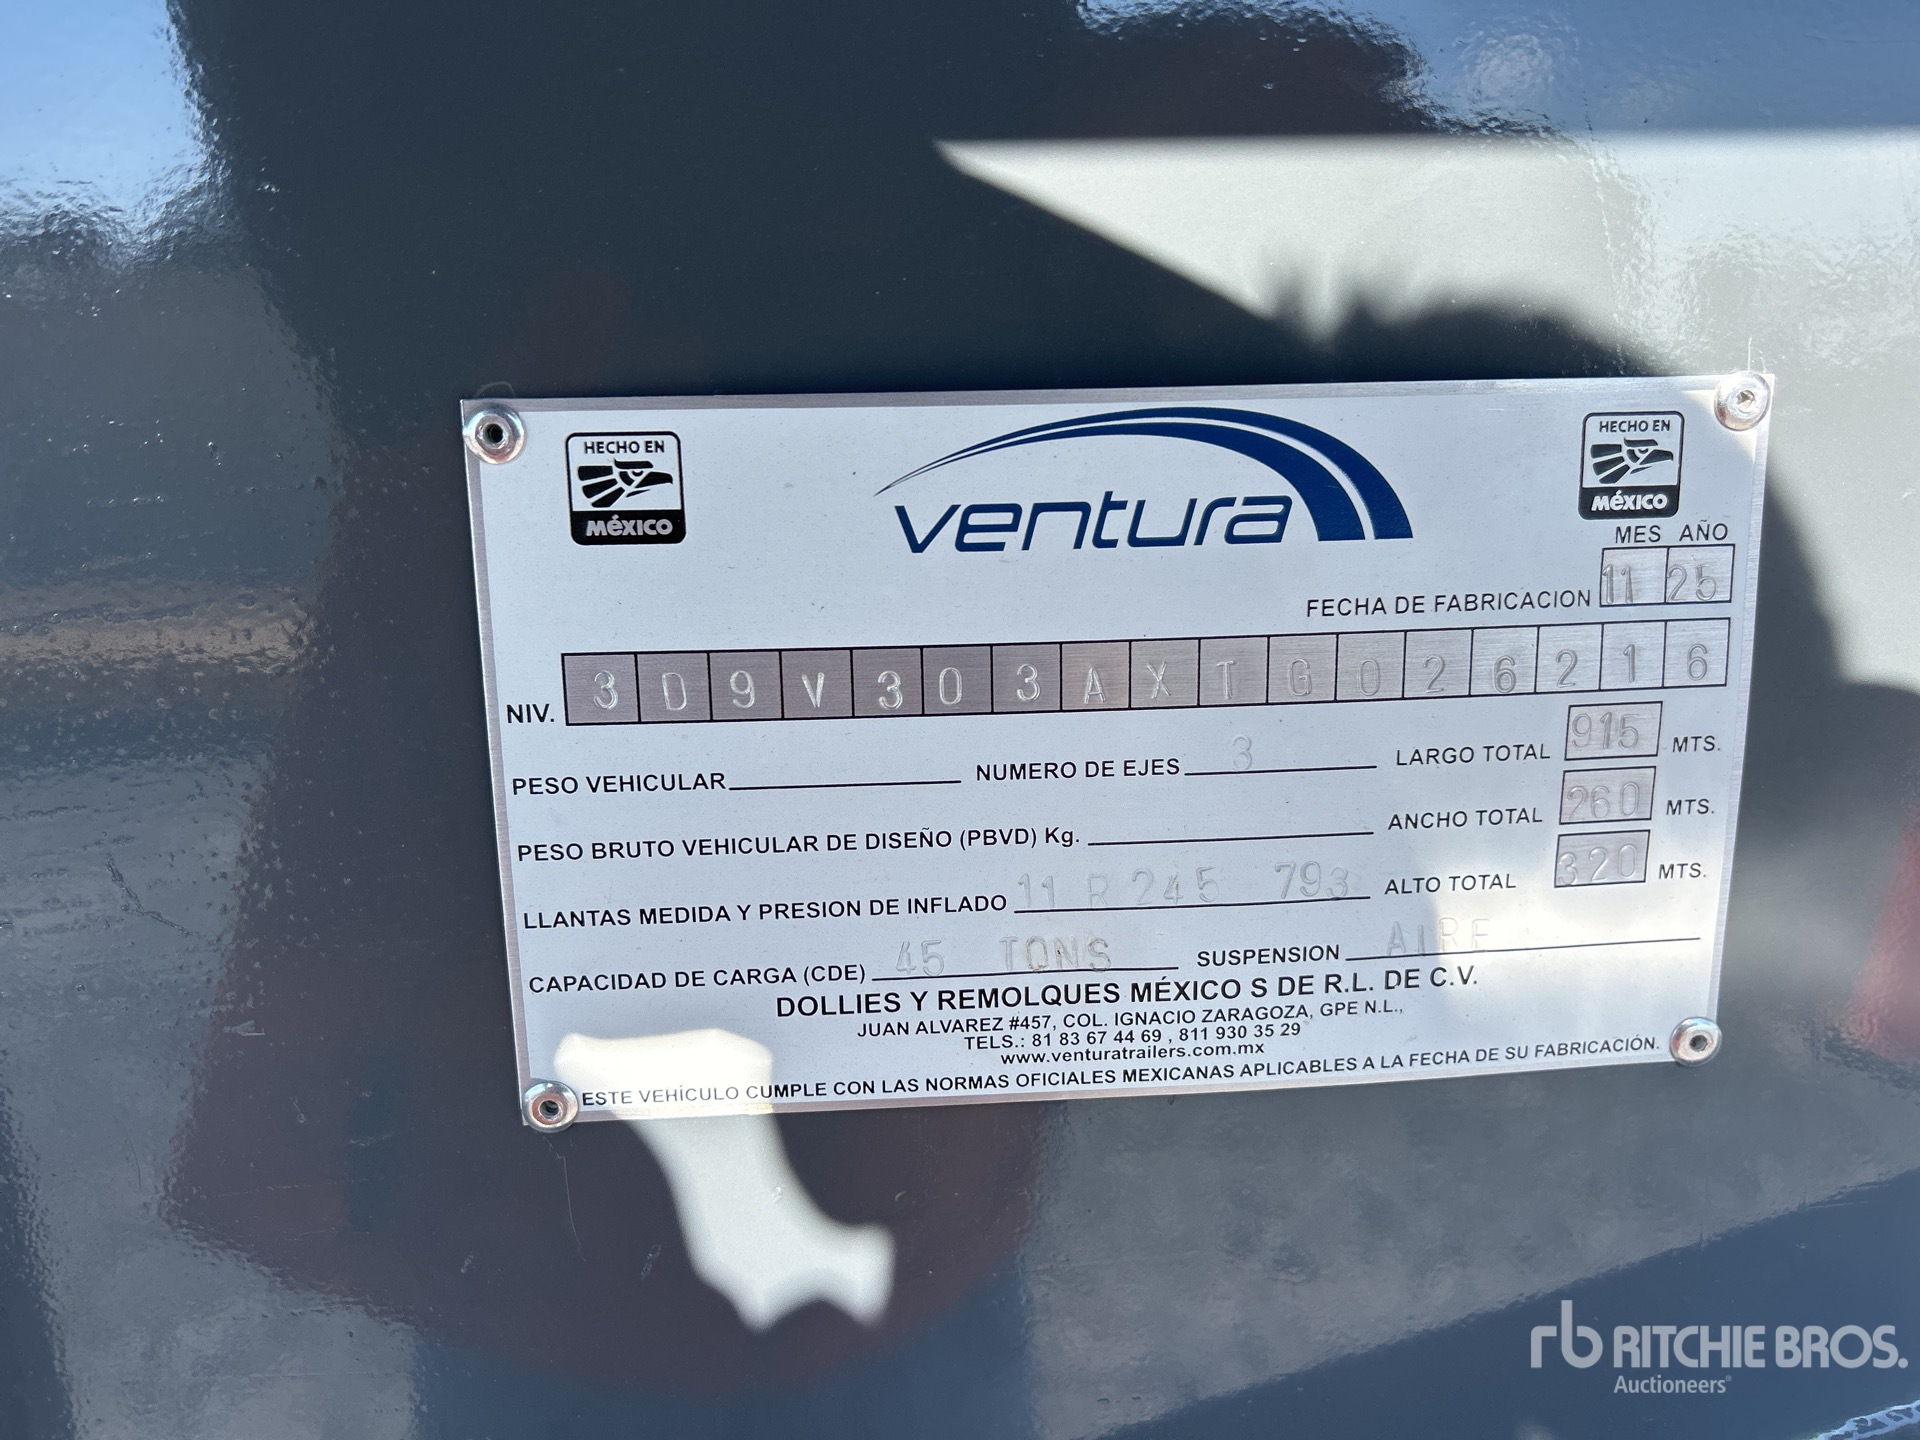 HECHO EN
MÉXICO
ventura
HECHO EN
MÉXICO
MES AÑO
FECHA DE FABRICACION 11 25
NIV. 3D9V303AXTG026216
PESO VEHICULAR NUMERO DE EJES 3 LARGO TOTAL 915 MTS.
PESO BRUTO VEHICULAR DE DISEÑO (PBVD) Kg. ANCHO TOTAL 260 MTS.
LLANTAS MEDIDA Y PRESION DE INFLADO 11 R 245 793 ALTO TOTAL 320 MTS.
CAPACIDAD DE CARGA (CDE) 45 TONS SUSPENSION AIRE
DOLLIES Y REMOLQUES MÉXICO S DE R.L. DE C.V.
JUAN ALVAREZ #457, COL. IGNACIO ZARAGOZA, GPE N.L.,
TELS.: 81 83 67 44 69 , 811 930 35 29
www.venturatrailers.com.mx
ESTE VEHÍCULO CUMPLE CON LAS NORMAS OFICIALES MEXICANAS APLICABLES A LA FECHA DE SU FABRICACIÓN.
rb RITCHIE BROS.
Auctioneers